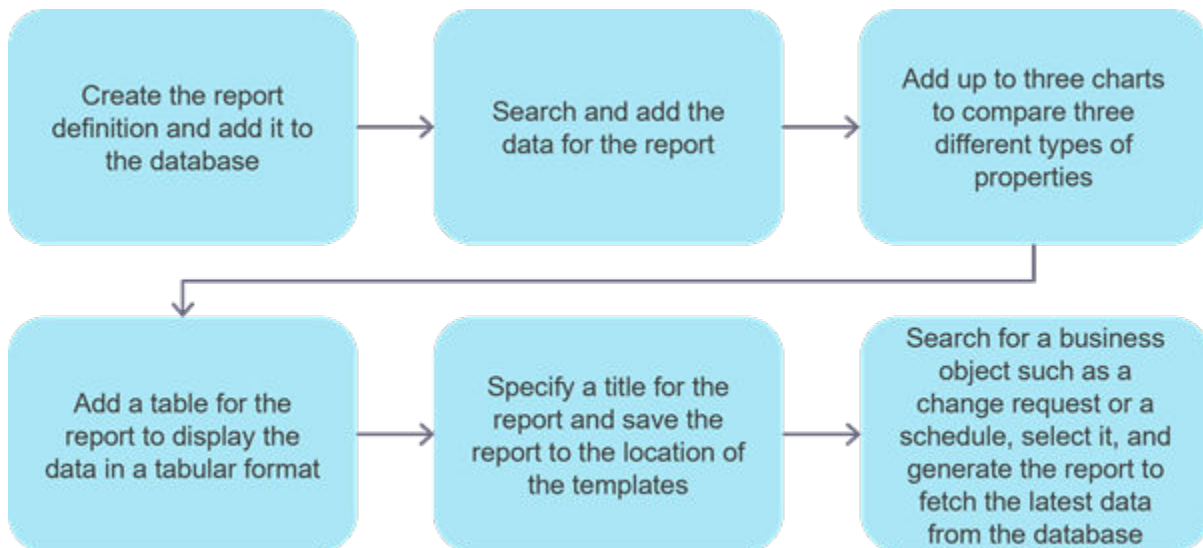 Create the report
definition and add it to
the database
Search and add the
data for the report
Add up to three charts
to compare three
different types of
properties
Add a table for the
report to display the
data in a tabular format
Specify a title for the
report and save the
report to the location of
the templates
Search for a business
object such as a
change request or a
schedule, select it, and
generate the report to
fetch the latest data
from the database